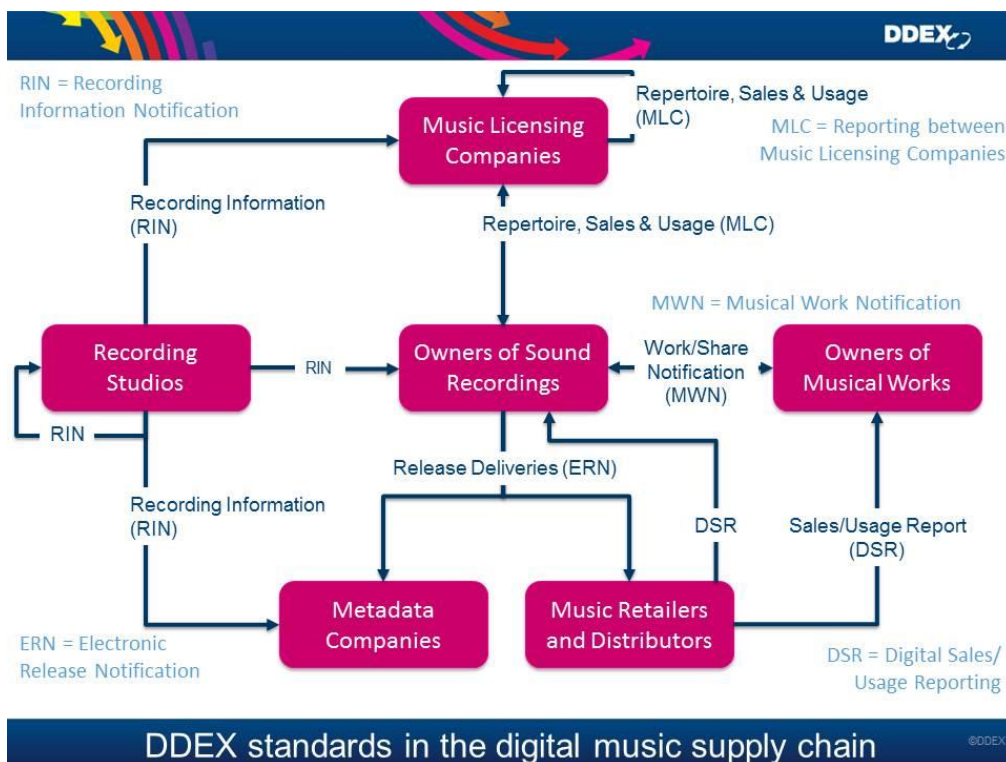 DDEX
RIN = Recording
Information Notification
Repertoire, Sales & Usage
(MLC)
Music Licensing
Companies
MLC = Reporting between
Music Licensing Companies
Recording Information
(RIN)
Repertoire, Sales & Usage (MLC)
MWN = Musical Work Notification
Recording
Studios
RIN
Owners of Sound
Recordings
Work/Share
Notification
(MWN)
Owners of
Musical Works
RIN
Release Deliveries (ERN)
Recording Information
(RIN)
DSR
Sales/Usage Report
(DSR)
Metadata
Companies
Music Retailers
and Distributors
ERN = Electronic
Release Notification
DSR = Digital Sales/
Usage Reporting
DDEX standards in the digital music supply chain
©DDEX